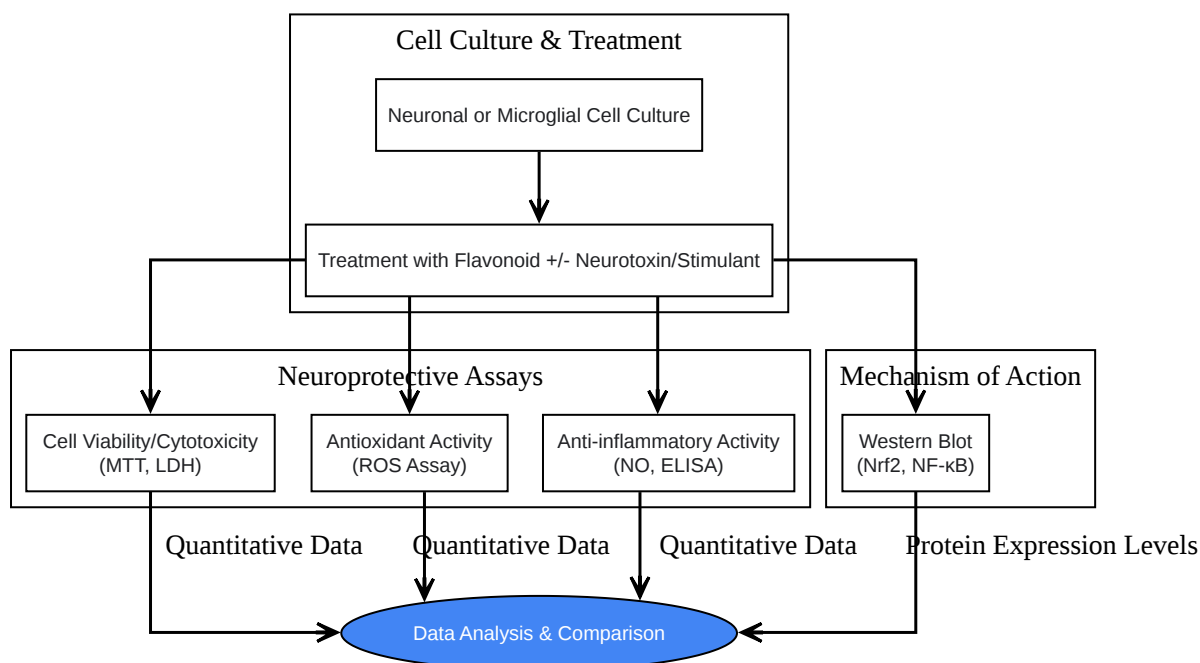 Cell Culture & Treatment
Neuronal or Microglial Cell Culture
Treatment with Flavonoid +/- Neurotoxin/Stimulant
Neuroprotective Assays
Mechanism of Action
Cell Viability/Cytotoxicity
(MTT, LDH)
Antioxidant Activity
(ROS Assay)
Anti-inflammatory Activity
(NO, ELISA)
Western Blot
(Nrf2, NF-κB)
Quantitative Data
Quantitative Data
Quantitative Data
Protein Expression Levels
Data Analysis & Comparison